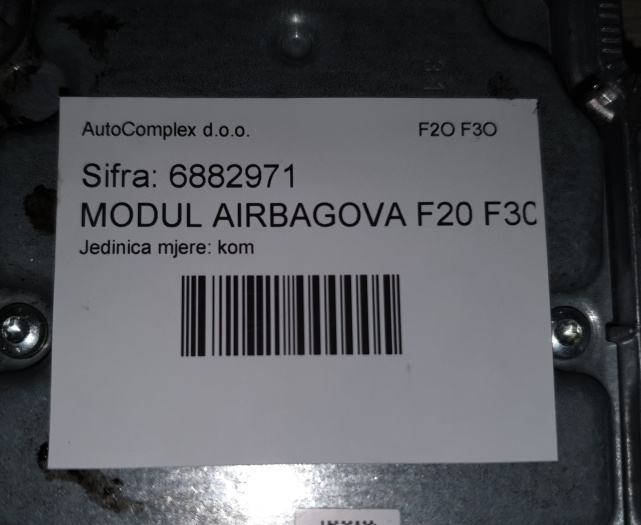 AutoComplex d.o.o. F2O F3O
Sifra: 6882971
MODUL AIRBAGOVA F20 F30
Jedinica mjere: kom